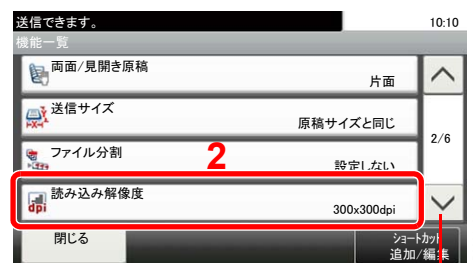 送信できます。
10:10
機能一覧
両面/見開き原稿
片面
送信サイズ
原稿サイズと同じ
2/6
ファイル分割
2
設定しない
読み込み解像度
dpi
300x300dpi
閉じる
ショートカット
追加/編集